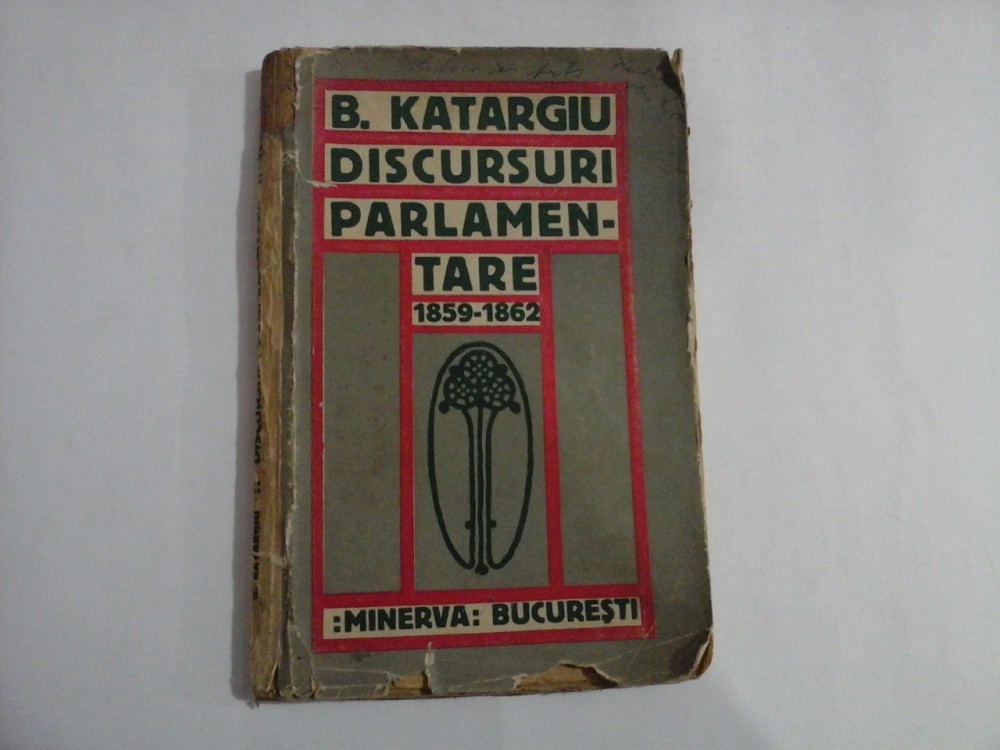 B. KATARGIU
DISCURSURI
PARLAMEN-
TARE
1859-1862
:MINERVA: BUCUREŞTI